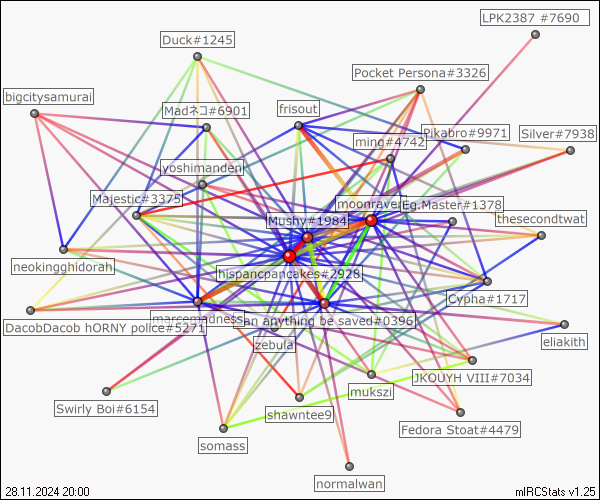 LPK2387 #7690
Duck#1245
Pocket Persona#3326
bigcitysamurai
Madネコ#6901
frisout
ming#4742
Pikabro#9971
Silver#7938
yoshimandeni
Majestic#3375
moonraven
Eg.Master#1378
Mushy#1984
thesecondtwat
neokingghidorah
hispancpancakes#2928
Cypha#1717
DacobDacob hORNY police#5271
marcemadness
an anything be saved#0396
zebula
eliakith
JKOUYH VIII#7034
mukszi
Swirly Boi#6154
shawntee9
Fedora Stoat#4479
somass
normalwan
28.11.2024 20:00
mIRCStats v1.25